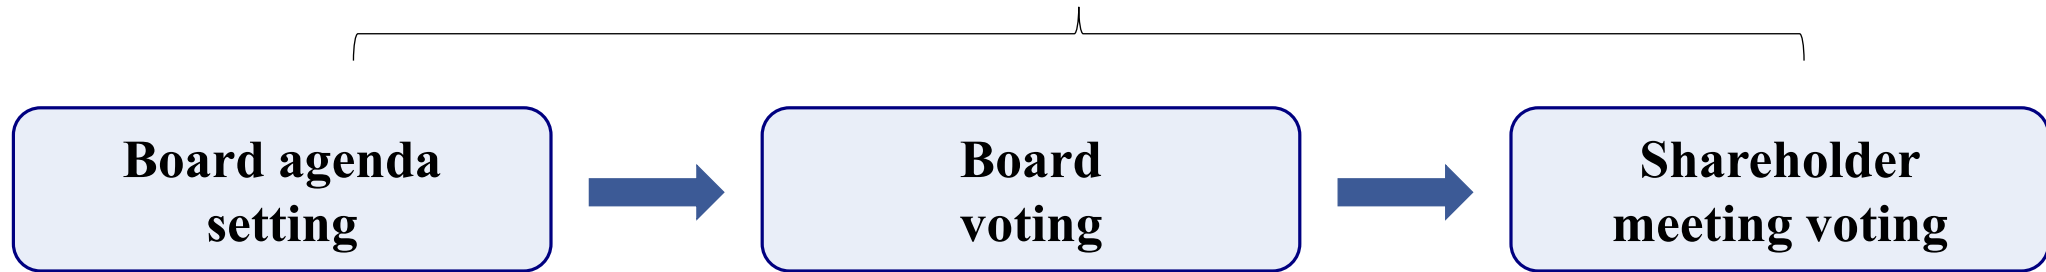 Board agenda
setting
Board
voting
Shareholder
meeting voting